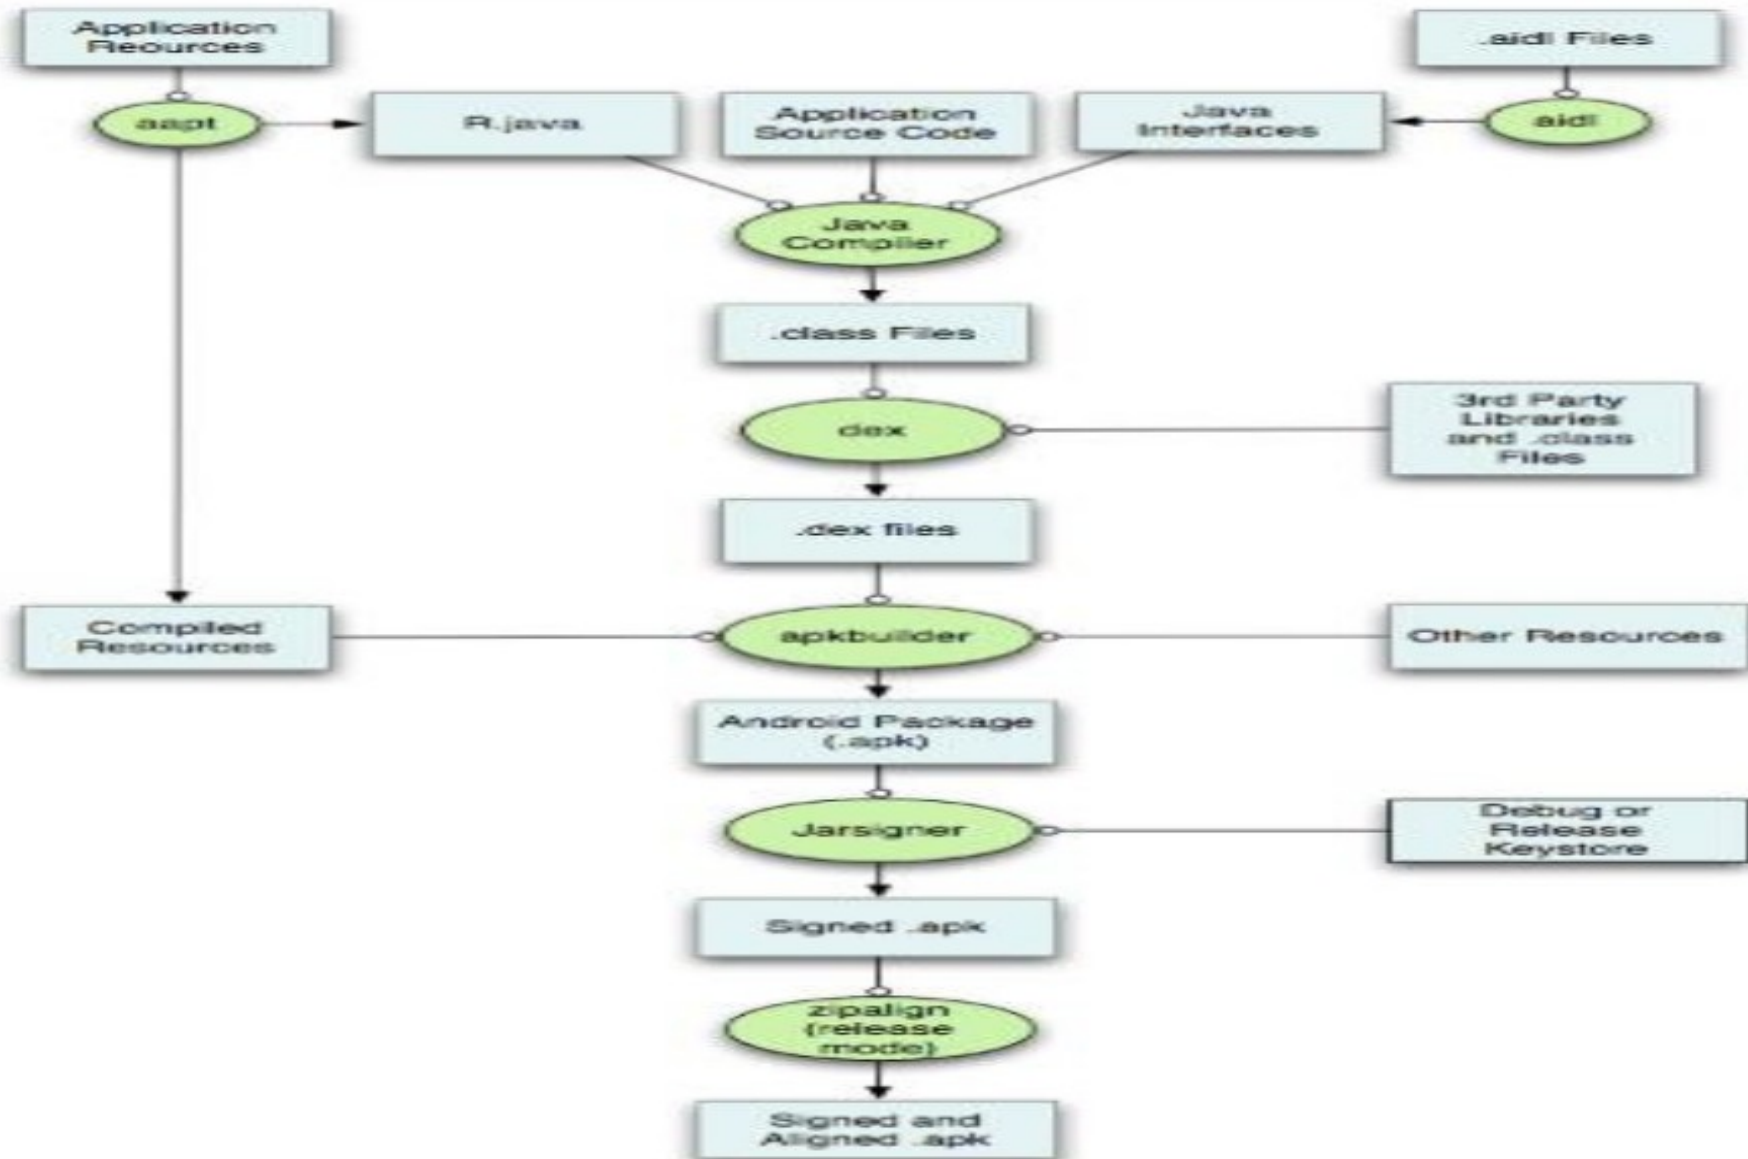 Application
Reources
.aidl Files
aapt
R.java
Application
Source Code
Java
Interfaces
aidl
Java
Compiler
.class Files
dex
3rd Party
Libraries
and .class
Files
.dex files
Compiled
Resources
apkbuilder
Other Resources
Android Package
(.apk)
Jarsigner
Debug or
Release
Keystore
Signed .apk
zipalign
(release
mode)
Signed and
Aligned .apk